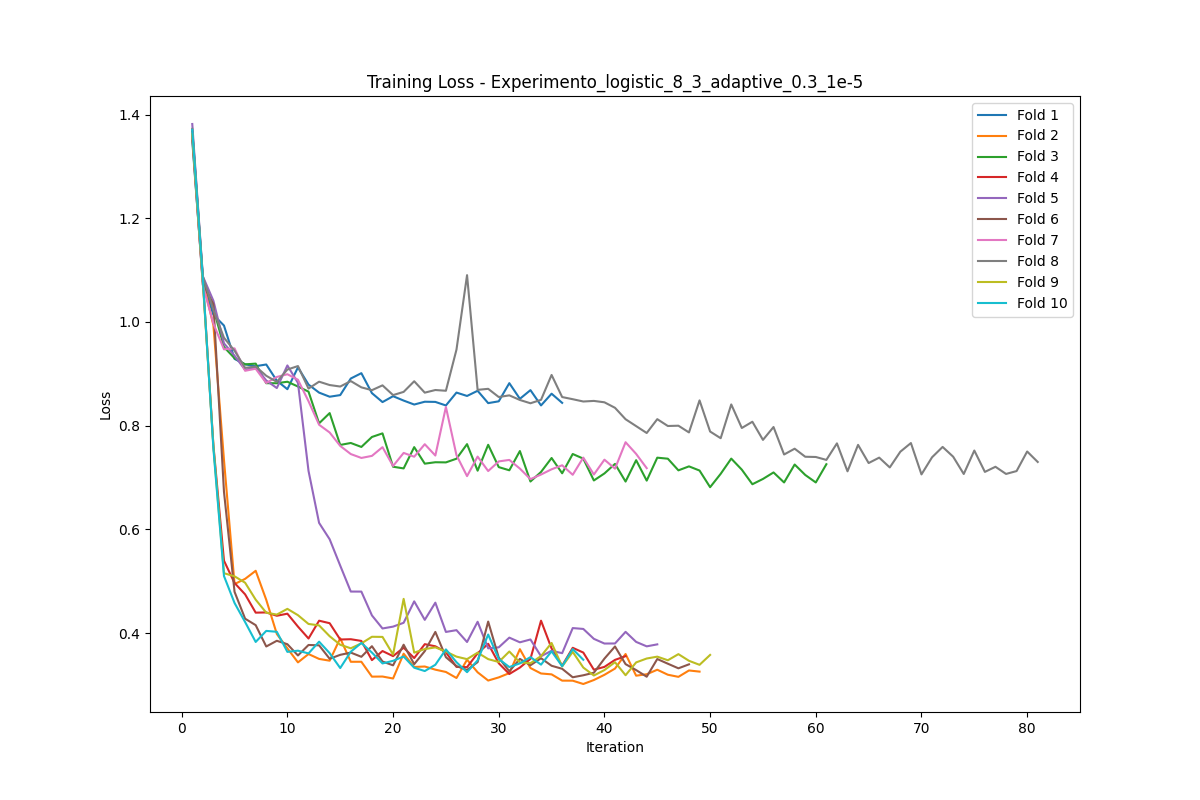 Training Loss - Experimento_logistic_8_3_adaptive_0.3_1e-5
Loss
1.4
1.2
1.0
0.8
0.6
0.4
0
10
20
30
40
50
60
70
80
Iteration
Fold 1
Fold 2
Fold 3
Fold 4
Fold 5
Fold 6
Fold 7
Fold 8
Fold 9
Fold 10